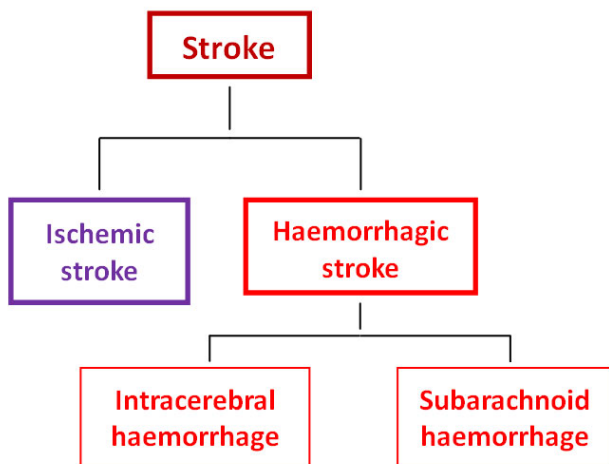 Stroke
Ischemic
stroke
Haemorrhagic
stroke
Intracerebral
haemorrhage
Subarachnoid
haemorrhage